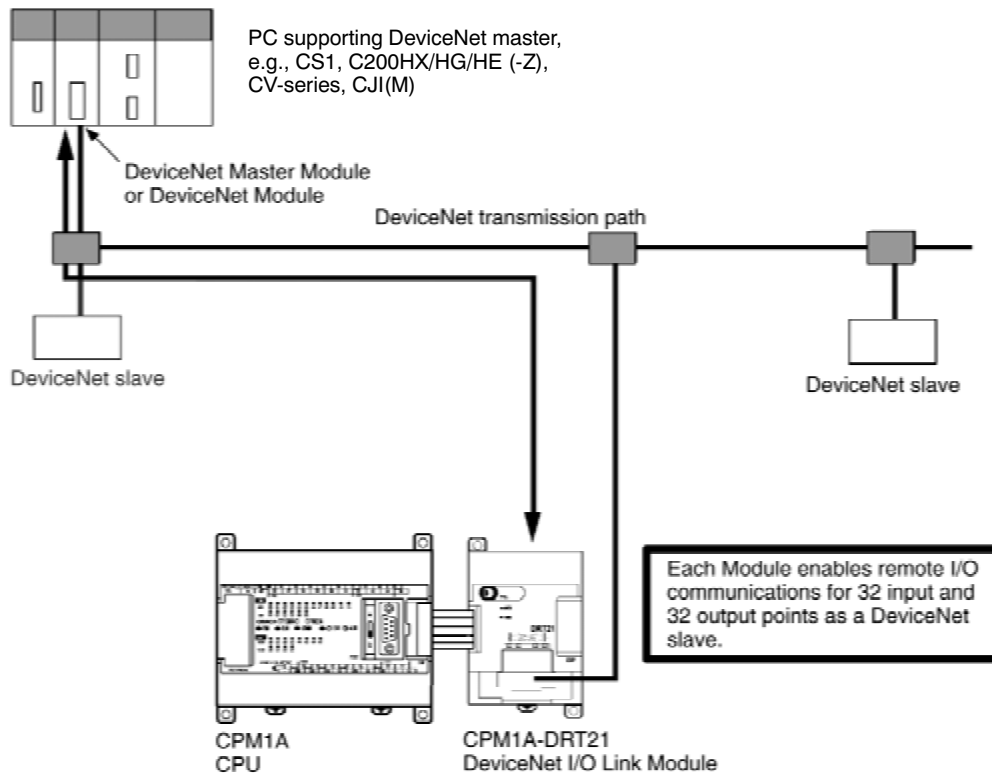 PC supporting DeviceNet master,
e.g., CS1, C200HX/HG/HE (-Z),
CV-series, CJI(M)
DeviceNet Master Module
or DeviceNet Module
DeviceNet transmission path
DeviceNet slave
DeviceNet slave
DRT21
Each Module enables remote I/O
communications for 32 input and
32 output points as a DeviceNet
slave.
CPM1A
CPU
CPM1A-DRT21
DeviceNet I/O Link Module